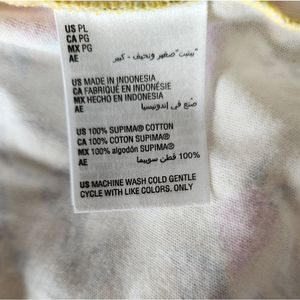 US PL
CA PG
MX PG
AE "بيتيت" صغير ونحيف - كبير
US MADE IN INDONESIA
CA FABRIQUÉ EN INDONÉSIE
MX HECHO EN INDONESIA
AE صُنع في إندونيسيا
US 100% SUPIMA® COTTON
CA 100% COTON SUPIMA®
MX 100% algodón SUPIMA®
AE 100% قطن سوبيما
US MACHINE WASH COLD GENTLE
CYCLE WITH LIKE COLORS. ONLY